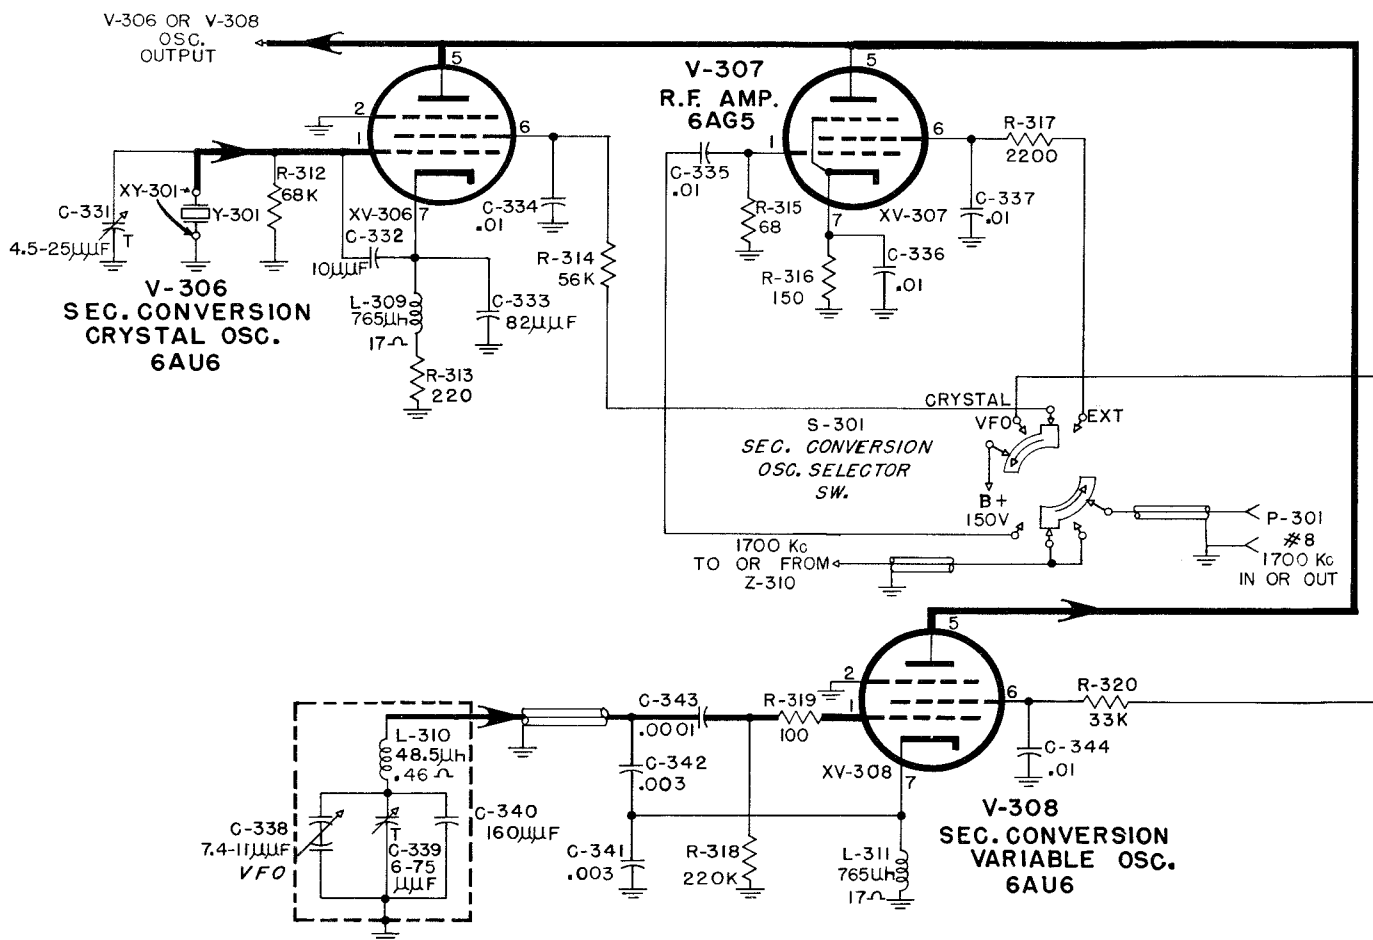 V-306 OR V-308
OSC.
OUTPUT
5
2
1
6
7
XV-306
R-312
68K
XY-301
Y-301
C-331
T
4.5-25μμF
C-332
10μμF
C-334
.01
R-314
56K
L-309
765μh
17Ω
C-333
82μμF
R-313
220
V-306
SEC. CONVERSION
CRYSTAL OSC.
6AU6
V-307
R.F. AMP.
6AG5
5
1
6
7
XV-307
C-335
.01
R-315
68
R-316
150
C-336
.01
C-337
.01
R-317
2200
CRYSTAL
VFO
EXT
S-301
SEC. CONVERSION
OSC. SELECTOR
SW.
B+
150V
1700 Kc
TO OR FROM
Z-310
P-301
#8
1700 Kc
IN OR OUT
L-310
48.5μh
.46Ω
C-338
7.4-11μμF
VFO
T
C-339
6-75
μμF
C-340
160μμF
C-343
.0001
C-342
.003
C-341
.003
R-318
220K
R-319
100
5
2
1
6
7
XV-308
L-311
765μh
17Ω
C-344
.01
R-320
33K
V-308
SEC. CONVERSION
VARIABLE OSC.
6AU6